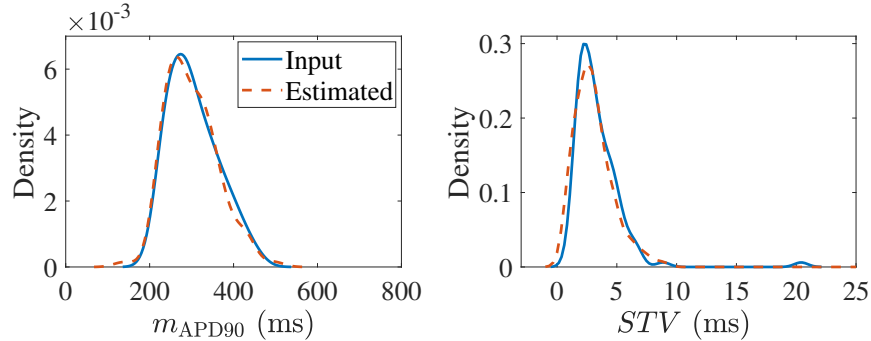 ×10⁻³
6
4
2
0
Density
0 200 400 600 800
m_APD90 (ms)
Input
Estimated
0.3
0.2
0.1
0
Density
0 5 10 15 20 25
STV (ms)